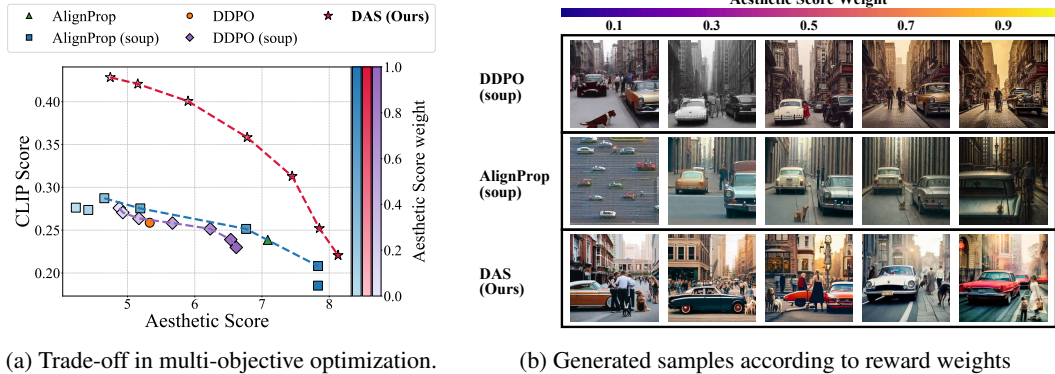 AlignProp
DDPO
DAS (Ours)
AlignProp (soup)
DDPO (soup)
CLIP Score
0.40
0.35
0.30
0.25
0.20
5
6
7
8
Aesthetic Score
1.0
0.8
0.6
0.4
0.2
0.0
Aesthetic Score weight
(a) Trade-off in multi-objective optimization.
Aesthetic Score Weight
0.1
0.3
0.5
0.7
0.9
DDPO
(soup)
AlignProp
(soup)
DAS
(Ours)
(b) Generated samples according to reward weights